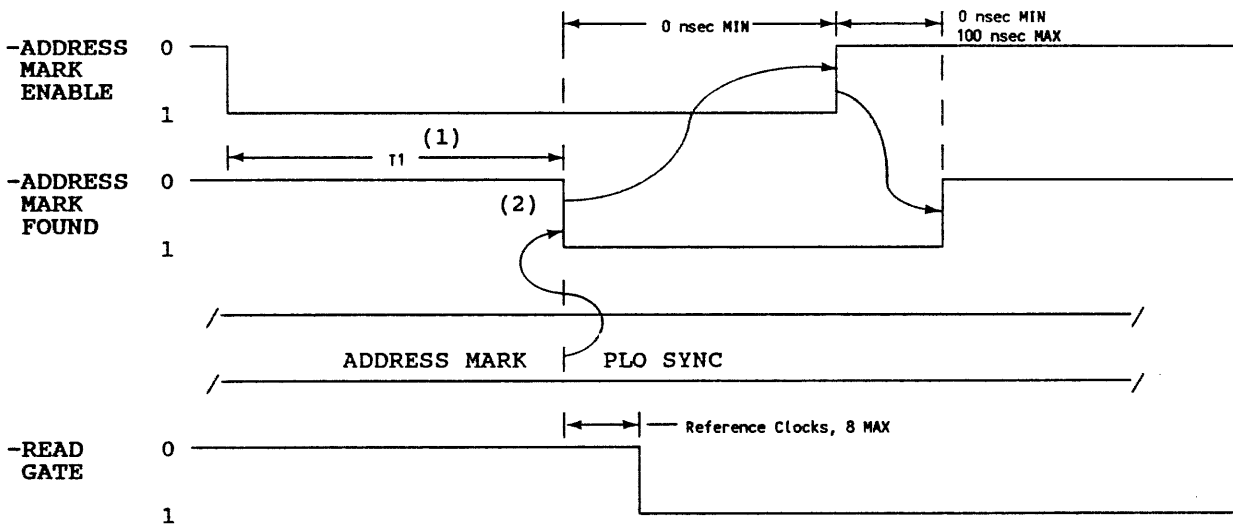 0 nsec MIN
0 nsec MIN
100 nsec MAX
-ADDRESS 0
MARK
ENABLE
1
(1)
T1
-ADDRESS 0
MARK
FOUND
(2)
1
ADDRESS MARK PLO SYNC
Reference Clocks, 8 MAX
-READ 0
GATE
1